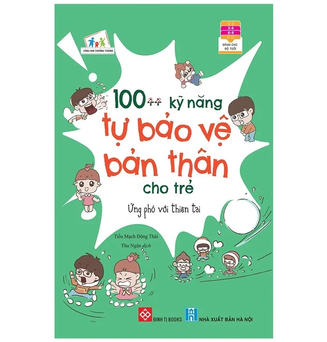 100++ kỹ năng
tự bảo vệ
bản thân
cho trẻ
Ứng phó với thiên tai
Tiểu Mạch Động Thái
Thu Ngân dịch
ĐINH TỊ BOOKS
NHÀ XUẤT BẢN HÀ NỘI